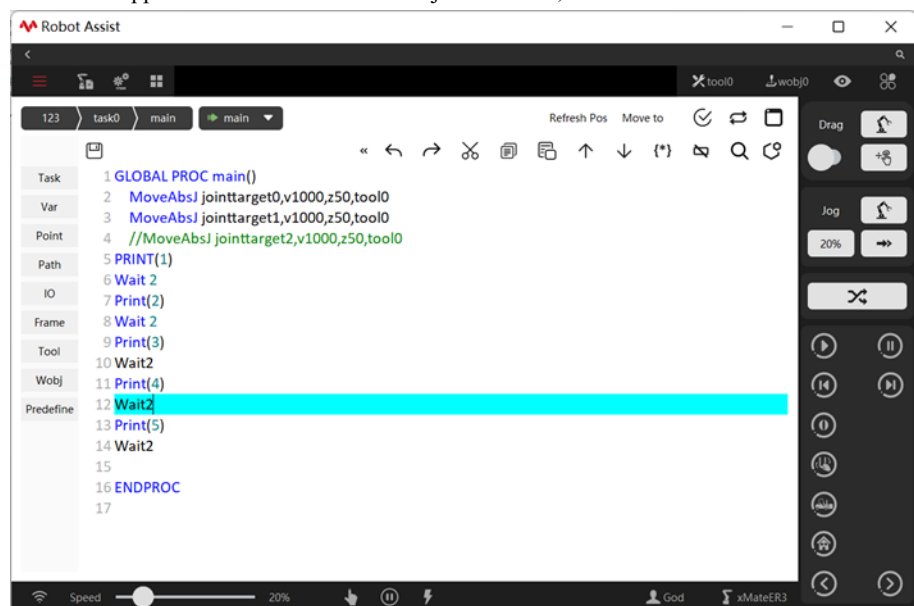 Robot Assist
tool0 wobj0
123 task0 main main Refresh Pos Move to
Drag
Task
Var
Point
Path
IO
Frame
Tool
Wobj
Predefine
1 GLOBAL PROC main()
2 MoveAbsJ jointtarget0,v1000,z50,tool0
3 MoveAbsJ jointtarget1,v1000,z50,tool0
4 //MoveAbsJ jointtarget2,v1000,z50,tool0
5 PRINT(1)
6 Wait 2
7 Print(2)
8 Wait 2
9 Print(3)
10 Wait2
11 Print(4)
12 Wait2
13 Print(5)
14 Wait2
15
16 ENDPROC
17
Jog
20%
Speed 20% God xMateER3